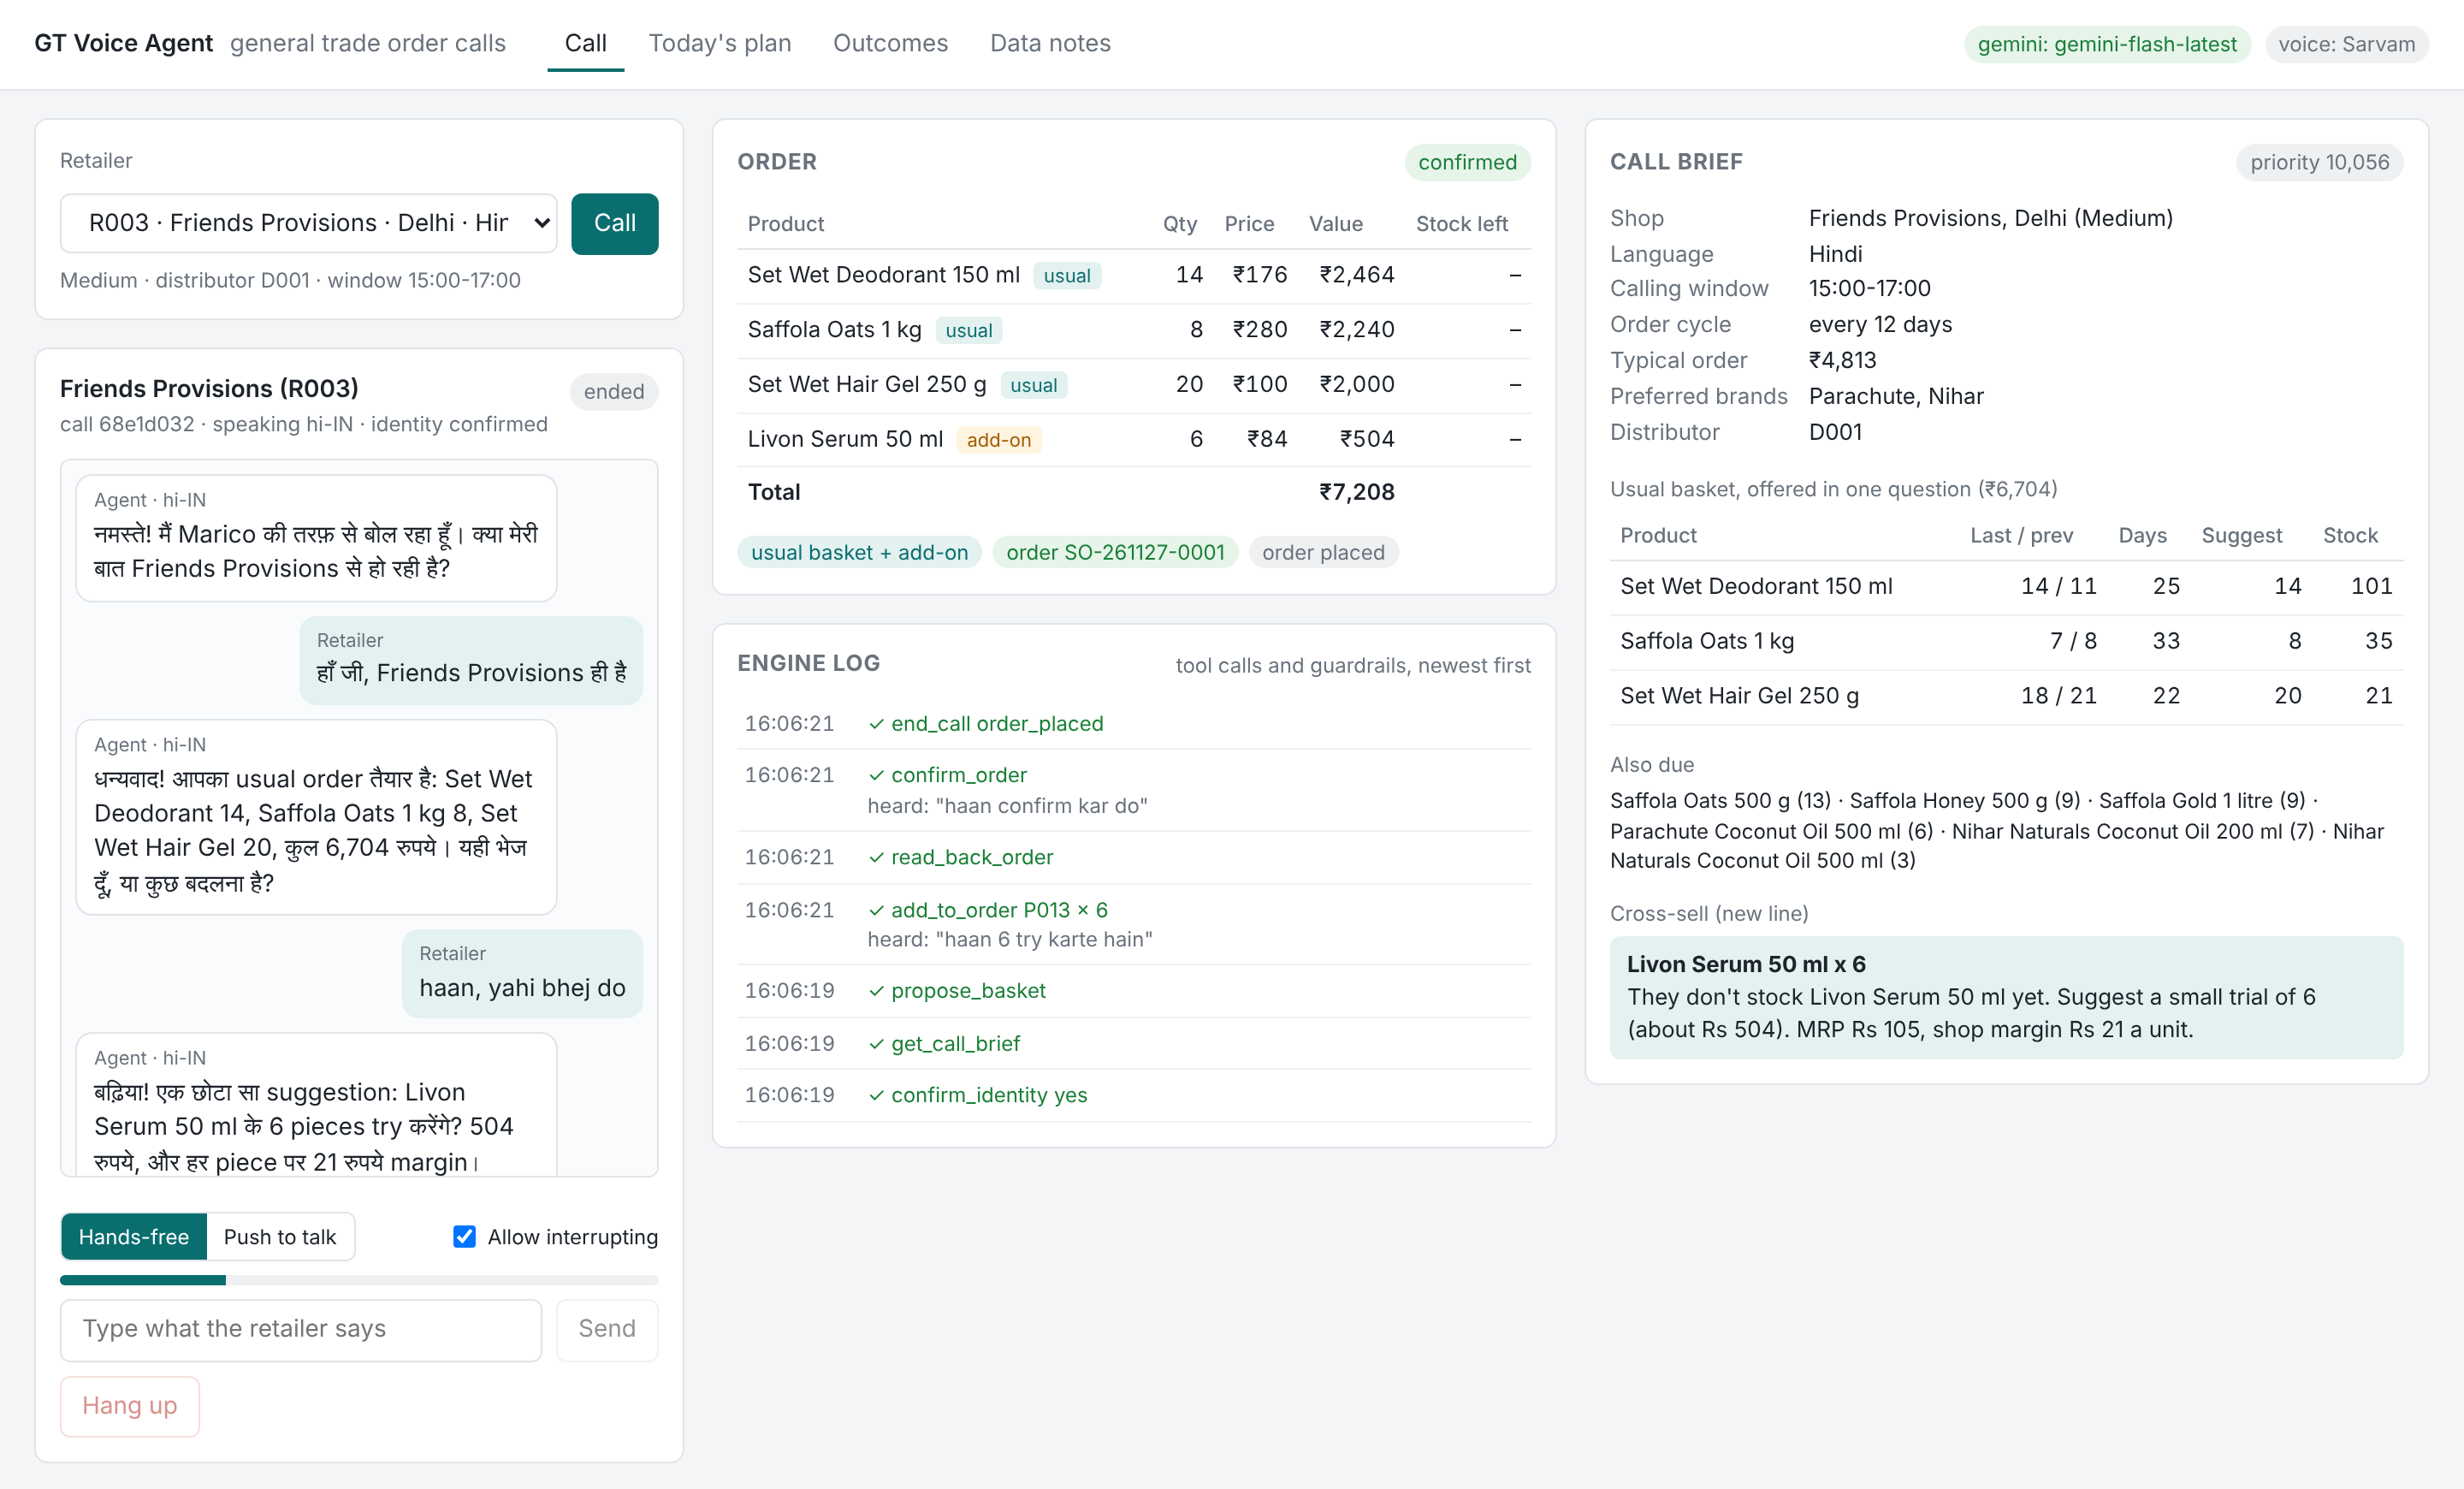 GT Voice Agent general trade order calls Call Today's plan Outcomes Data notes gemini: gemini-flash-latest voice: Sarvam
Retailer
R003 · Friends Provisions · Delhi · Hin
Call
Medium · distributor D001 · window 15:00-17:00
Friends Provisions (R003) ended
call 68e1d032 · speaking hi-IN · identity confirmed
Agent · hi-IN
नमस्ते! मैं Marico की तरफ़ से बोल रहा हूँ। क्या मेरी
बात Friends Provisions से हो रही है?
Retailer
हाँ जी, Friends Provisions ही है
Agent · hi-IN
धन्यवाद! आपका usual order तैयार है: Set Wet
Deodorant 14, Saffola Oats 1 kg 8, Set
Wet Hair Gel 20, कुल 6,704 रुपये। यही भेज
दूँ, या कुछ बदलना है?
Retailer
haan, yahi bhej do
Agent · hi-IN
बढ़िया! एक छोटा सा suggestion: Livon
Serum 50 ml के 6 pieces try करेंगे? 504
रुपये, और हर piece पर 21 रुपये margin।
Hands-free Push to talk Allow interrupting
Type what the retailer says Send
Hang up
ORDER confirmed
Product Qty Price Value Stock left
Set Wet Deodorant 150 ml usual 14 ₹176 ₹2,464 –
Saffola Oats 1 kg usual 8 ₹280 ₹2,240 –
Set Wet Hair Gel 250 g usual 20 ₹100 ₹2,000 –
Livon Serum 50 ml add-on 6 ₹84 ₹504 –
Total ₹7,208
usual basket + add-on order SO-261127-0001 order placed
ENGINE LOG tool calls and guardrails, newest first
16:06:21 ✓ end_call order_placed
16:06:21 ✓ confirm_order
heard: "haan confirm kar do"
16:06:21 ✓ read_back_order
16:06:21 ✓ add_to_order P013 × 6
heard: "haan 6 try karte hain"
16:06:19 ✓ propose_basket
16:06:19 ✓ get_call_brief
16:06:19 ✓ confirm_identity yes
CALL BRIEF priority 10,056
Shop Friends Provisions, Delhi (Medium)
Language Hindi
Calling window 15:00-17:00
Order cycle every 12 days
Typical order ₹4,813
Preferred brands Parachute, Nihar
Distributor D001
Usual basket, offered in one question (₹6,704)
Product Last / prev Days Suggest Stock
Set Wet Deodorant 150 ml 14 / 11 25 14 101
Saffola Oats 1 kg 7 / 8 33 8 35
Set Wet Hair Gel 250 g 18 / 21 22 20 21
Also due
Saffola Oats 500 g (13) · Saffola Honey 500 g (9) · Saffola Gold 1 litre (9) ·
Parachute Coconut Oil 500 ml (6) · Nihar Naturals Coconut Oil 200 ml (7) · Nihar
Naturals Coconut Oil 500 ml (3)
Cross-sell (new line)
Livon Serum 50 ml x 6
They don't stock Livon Serum 50 ml yet. Suggest a small trial of 6
(about Rs 504). MRP Rs 105, shop margin Rs 21 a unit.